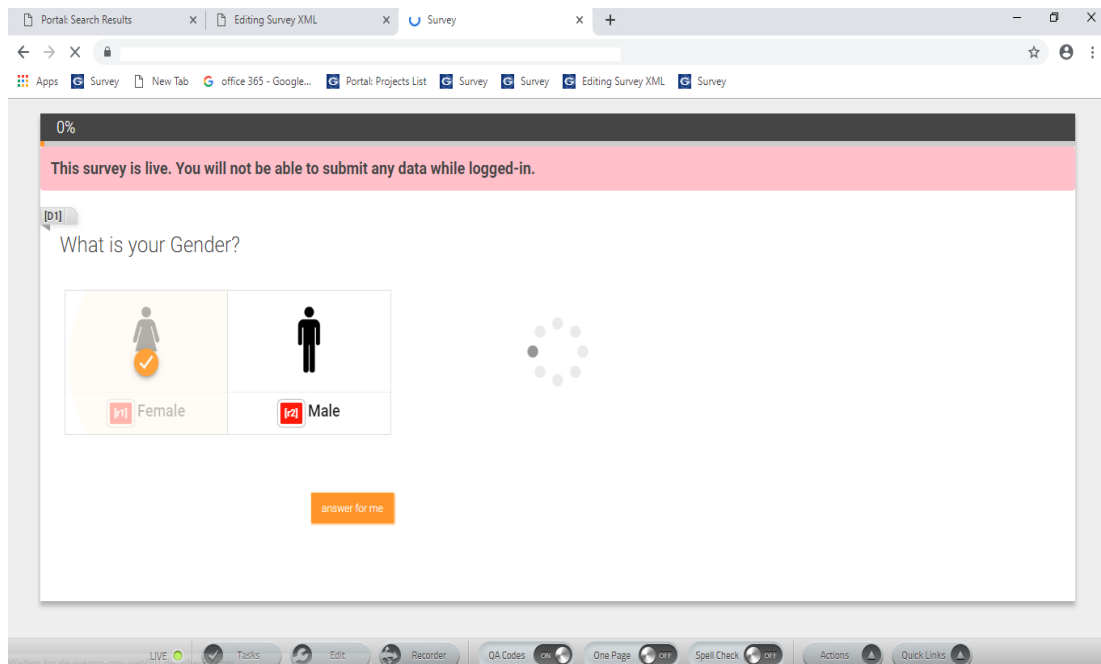 Portal: Search Results Editing Survey XML Survey
Apps Survey New Tab office 365 - Google... Portal: Projects List Survey Survey Editing Survey XML Survey
0%
This survey is live. You will not be able to submit any data while logged-in.
[D1]
What is your Gender?
[r1] Female [r2] Male
answer for me
LIVE Tasks Edit Recorder QA Codes ON One Page OFF Spell Check OFF Actions Quick Links